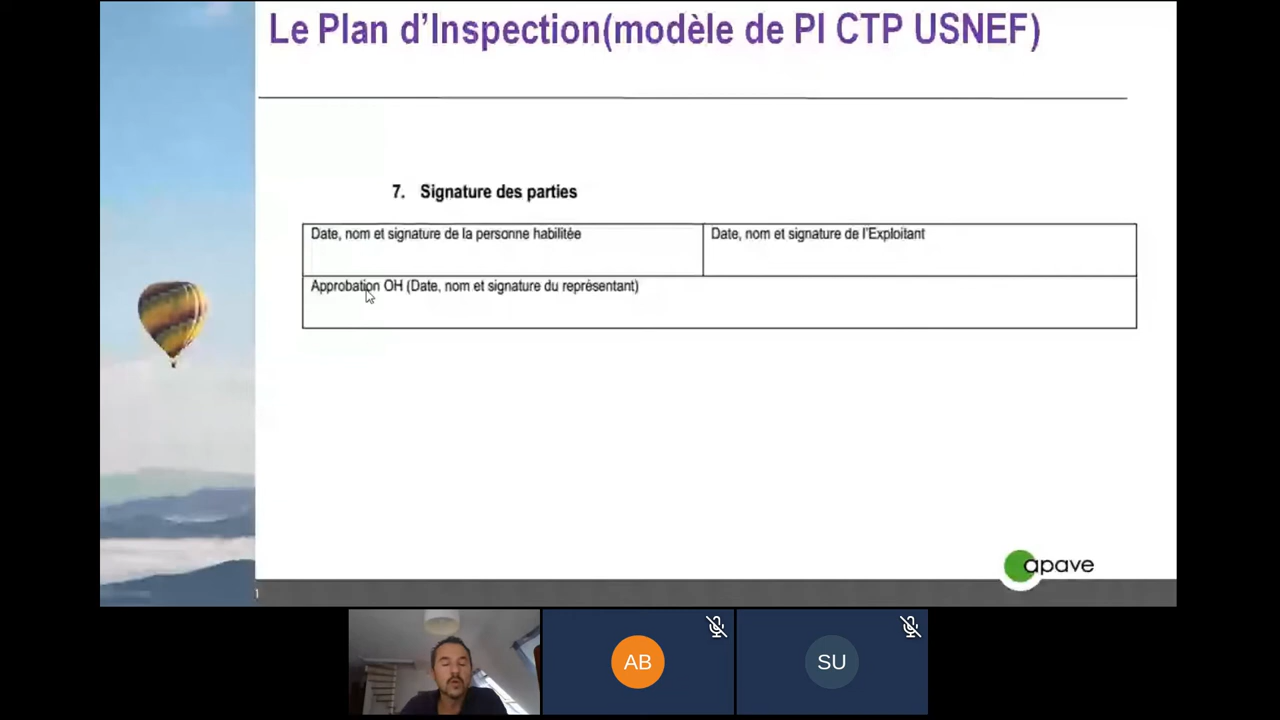 Le Plan d'Inspection(modèle de PI CTP USNEF)
7. Signature des parties
Date, nom et signature de la personne habilitée
Date, nom et signature de l'Exploitant
Approbation OH (Date, nom et signature du représentant)
apave
1
AB
SU